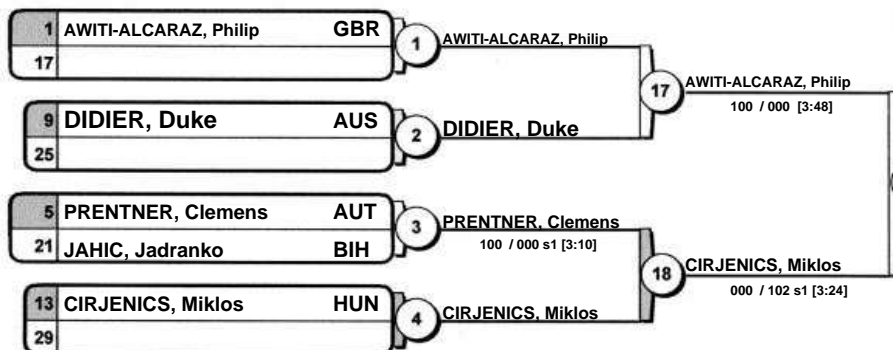 1 AWITI-ALCARAZ, Philip GBR
17
1
AWITI-ALCARAZ, Philip
9 DIDIER, Duke AUS
25
2
DIDIER, Duke
17
AWITI-ALCARAZ, Philip
100 / 000 [3:48]
5 PRENTNER, Clemens AUT
21 JAHIC, Jadranko BIH
3
PRENTNER, Clemens
100 / 000 s1 [3:10]
13 CIRJENICS, Miklos HUN
29
4
CIRJENICS, Miklos
18
CIRJENICS, Miklos
000 / 102 s1 [3:24]